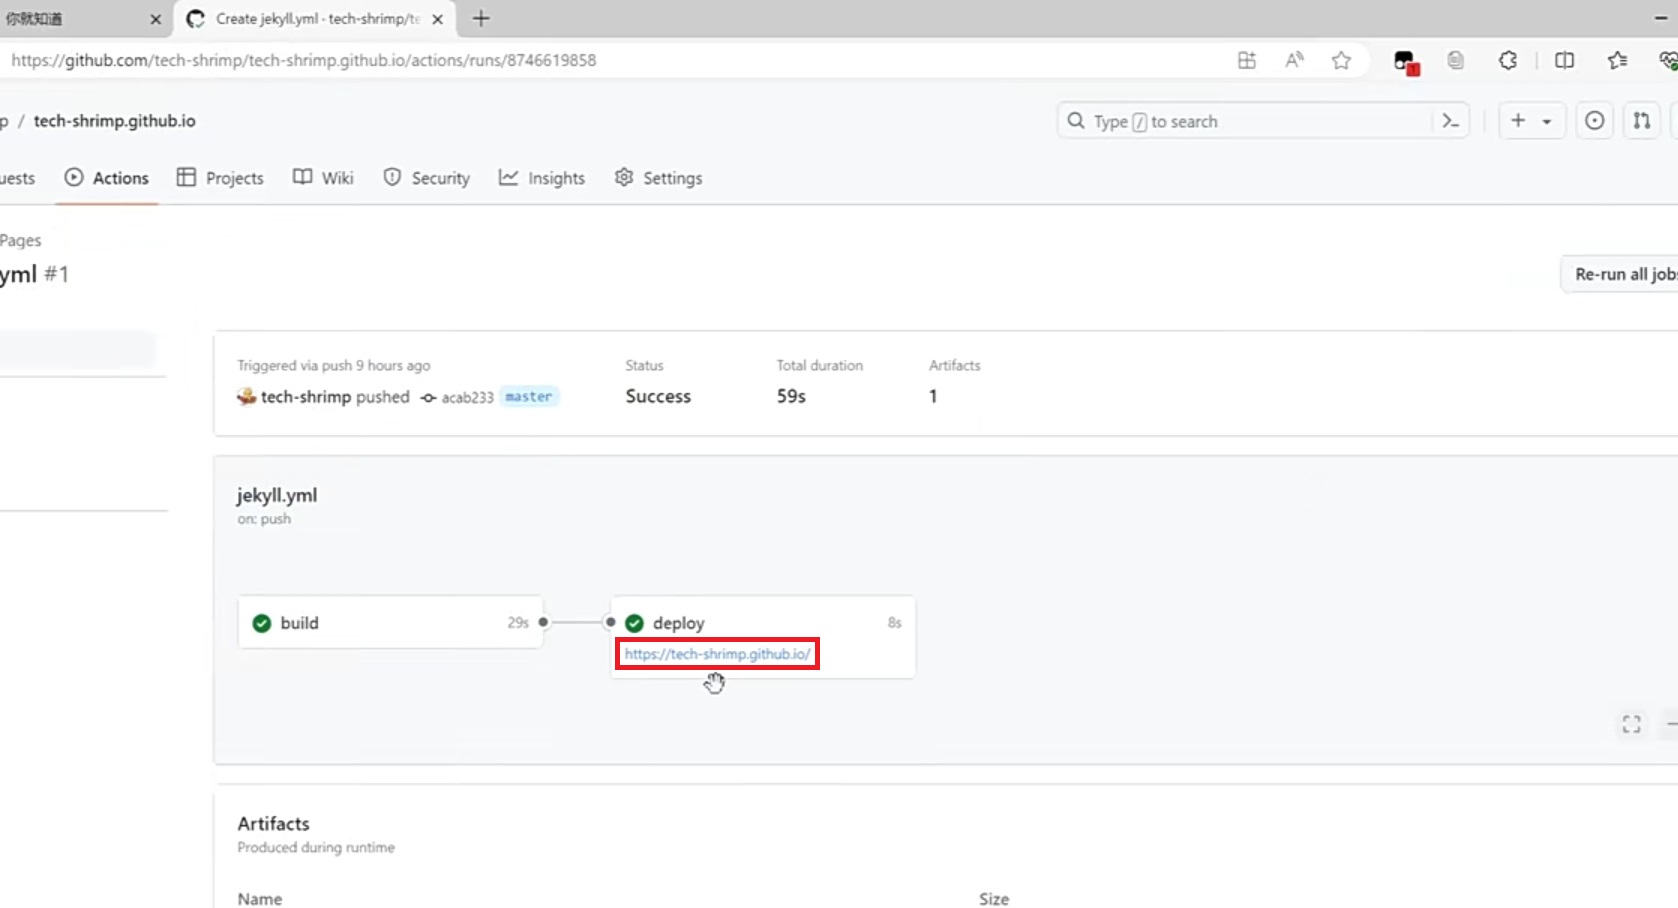 你就知道
Create jekyll.yml · tech-shrimp/te
https://github.com/tech-shrimp/tech-shrimp.github.io/actions/runs/8746619858
1
p / tech-shrimp.github.io
Type / to search
uests Actions Projects Wiki Security Insights Settings
Pages
yml #1
Re-run all jobs
Triggered via push 9 hours ago Status Total duration Artifacts
tech-shrimp pushed acab233 master Success 59s 1
jekyll.yml
on: push
build 29s deploy 8s
https://tech-shrimp.github.io/
Artifacts
Produced during runtime
Name Size